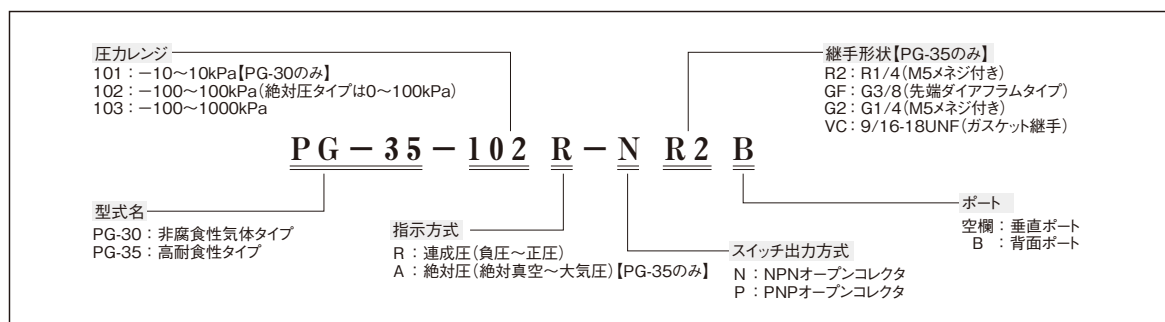 圧力レンジ
101：−10〜10kPa【PG-30のみ】
102：−100〜100kPa（絶対圧タイプは0〜100kPa）
103：−100〜1000kPa
継手形状【PG-35のみ】
R2：R1/4（M5メネジ付き）
GF：G3/8（先端ダイアフラムタイプ）
G2：G1/4（M5メネジ付き）
VC：9/16-18UNF（ガスケット継手）
PG−35−102 R−N R2 B
型式名
PG-30：非腐食性気体タイプ
PG-35：高耐食性タイプ
指示方式
R：連成圧（負圧〜正圧）
A：絶対圧（絶対真空〜大気圧）【PG-35のみ】
スイッチ出力方式
N：NPNオープンコレクタ
P：PNPオープンコレクタ
ポート
空欄：垂直ポート
B：背面ポート